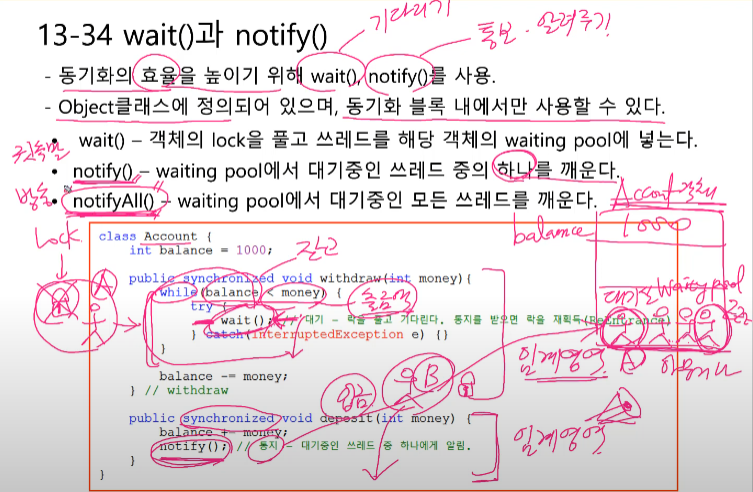 13-34 wait()과 notify()
기다리기
통보·알려주기
- 동기화의 효율을 높이기 위해 wait(), notify()를 사용.
- Object클래스에 정의되어 있으며, 동기화 블록 내에서만 사용할 수 있다.
• wait() – 객체의 lock을 풀고 쓰레드를 해당 객체의 waiting pool에 넣는다.
• notify() – waiting pool에서 대기중인 쓰레드 중의 하나를 깨운다.
방송
• notifyAll() – waiting pool에서 대기중인 모든 쓰레드를 깨운다.
Account 객체
Lock
balance
1000
class Account {
int balance = 1000;
잔고
public synchronized void withdraw(int money){
while(balance < money) {
출금액
대기실 Waiting pool
try {
wait(); // 대기 - 락을 풀고 기다린다. 통지를 받으면 락을 재획득(ReEntrance)
} catch(InterruptedException e) {}
}
A
임계영역
A
balance -= money;
} // withdraw
입금
B
public synchronized void deposit(int money) {
balance += money;
notify(); // 통지 - 대기중인 쓰레드 중 하나에게 알림.
임계영역
}
}